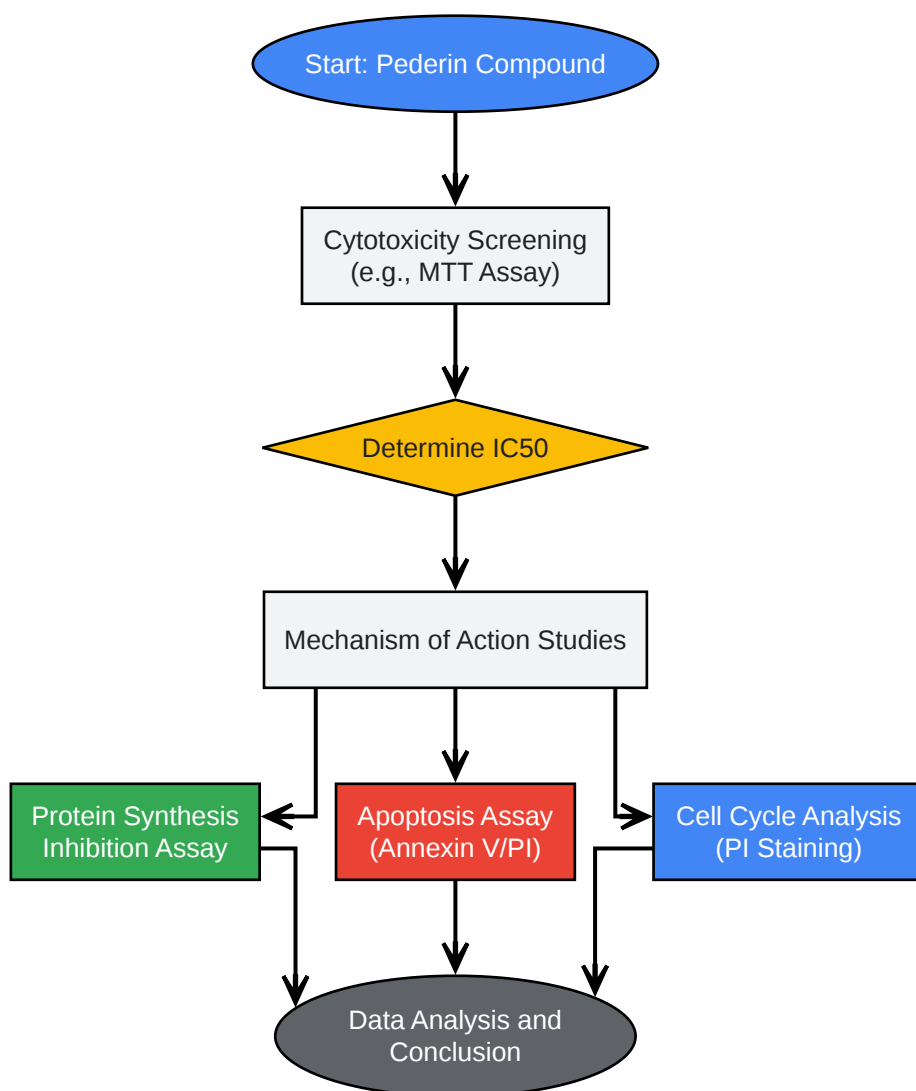 Start: Pederin Compound
Cytotoxicity Screening
(e.g., MTT Assay)
Determine IC50
Mechanism of Action Studies
Protein Synthesis
Inhibition Assay
Apoptosis Assay
(Annexin V/PI)
Cell Cycle Analysis
(PI Staining)
Data Analysis and
Conclusion